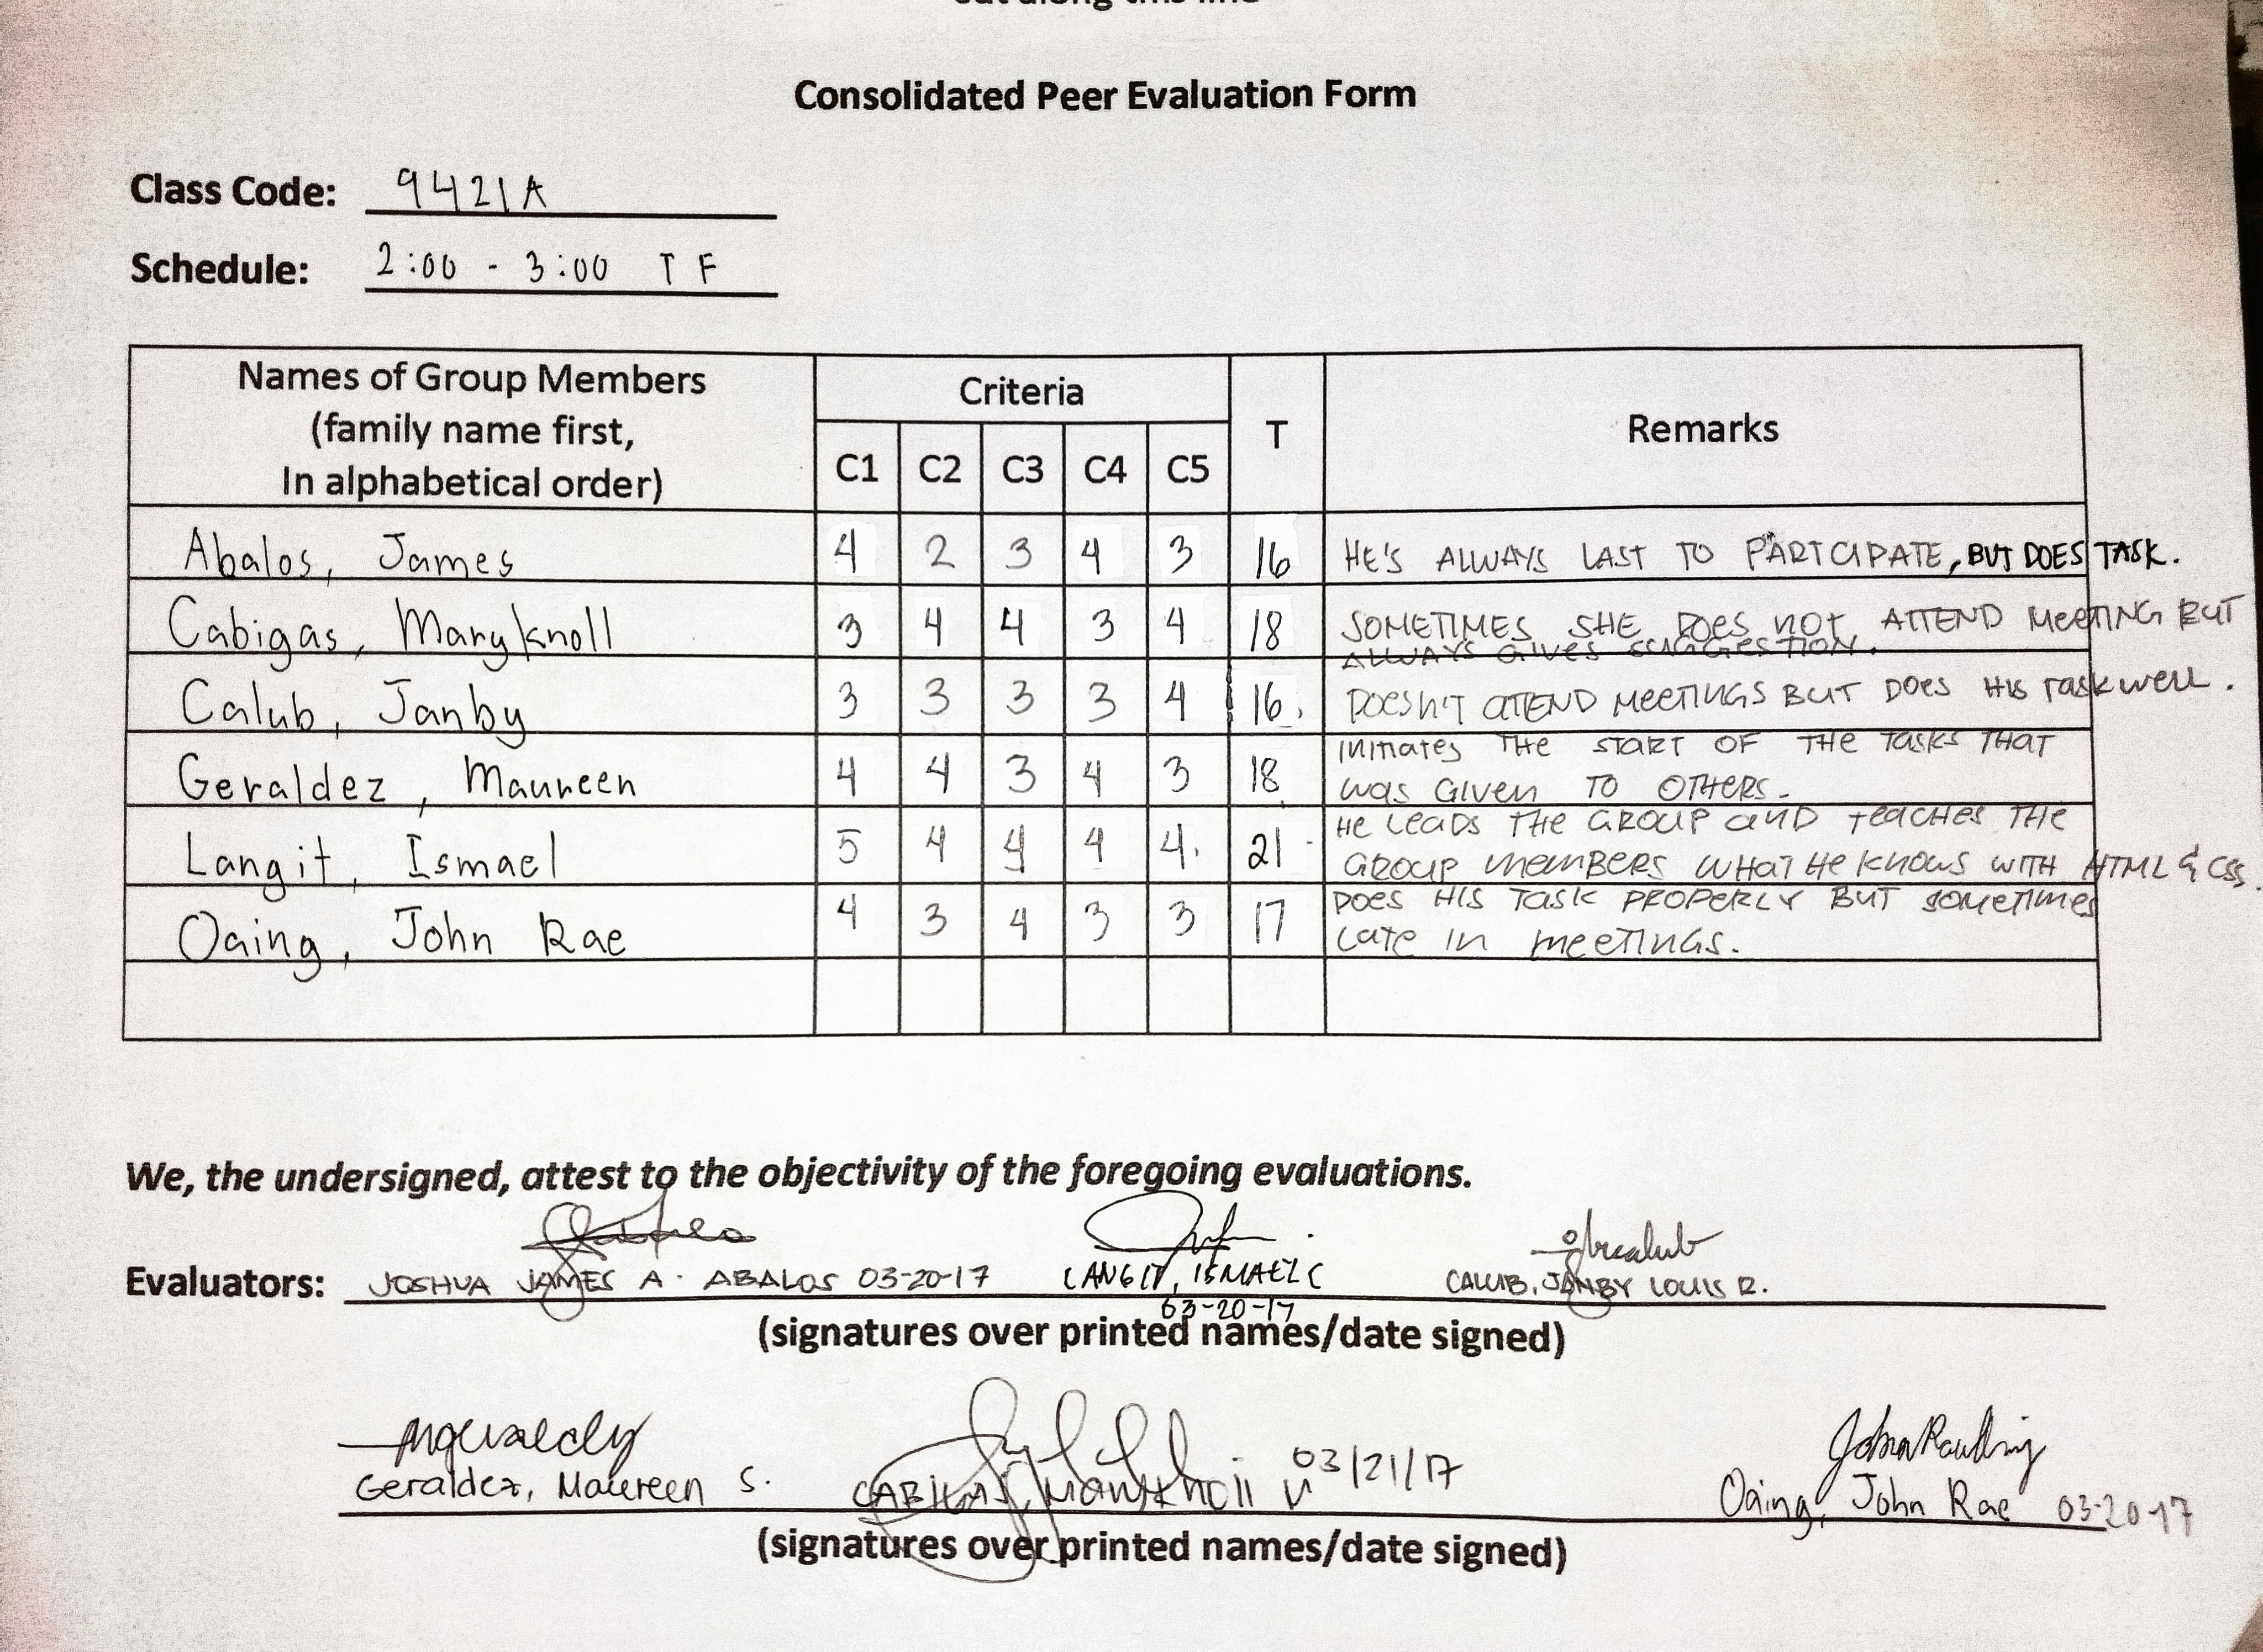 cut along this line
Consolidated Peer Evaluation Form
Class Code: 9421A
Schedule: 2:00 - 3:00 T F
Names of Group Members
(family name first,
In alphabetical order)
Criteria
C1 C2 C3 C4 C5
T
Remarks
Abalos, James 4 2 3 4 3 16 HE'S ALWAYS LAST TO PARTCIPATE, BUT DOES TASK.
Cabigas, Maryknoll 3 4 4 3 4 18 SOMETIMES SHE DOES NOT ATTEND MEETING BUT
ALWAYS GIVES SUGGESTION.
Calub, Janby 3 3 3 3 4 16. DOESN'T ATTEND MEETINGS BUT DOES HIS TASK WELL.
Geraldez, Maureen 4 4 3 4 3 18 INITIATES THE START OF THE TASKS THAT
WAS GIVEN TO OTHERS.
Langit, Ismael 5 4 4 4 4. 21 HE LEADS THE GROUP AND TEACHES THE
GROUP MEMBERS WHAT HE KNOWS WITH HTML & CSS.
Oaing, John Rae 4 3 4 3 3 17 DOES HIS TASK PROPERLY BUT SOMETIMES
LATE IN MEETINGS.
We, the undersigned, attest to the objectivity of the foregoing evaluations.
Evaluators: JOSHUA JAMES A. ABALOS 03-20-17 LANGIT, ISMAEL C CALUB, JANBY LOUIS R.
03-20-17
(signatures over printed names/date signed)
Geraldez, Maureen S. CABIGAS, Maryknoll V 03/21/17 Oaing, John Rae 03-20-17
(signatures over printed names/date signed)